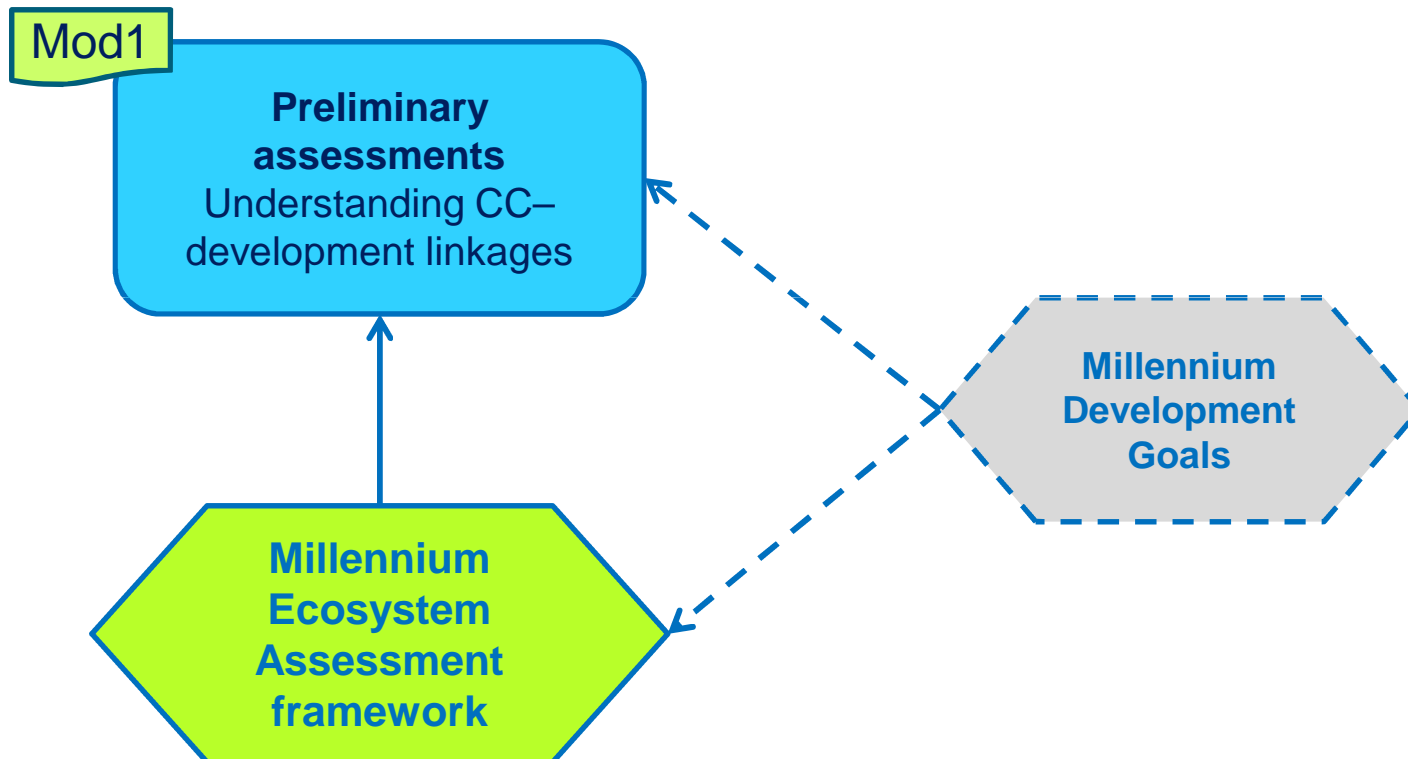 Mod1
Preliminary
assessments
Understanding CC–
development linkages
Millennium
Development
Goals
Millennium
Ecosystem
Assessment
framework